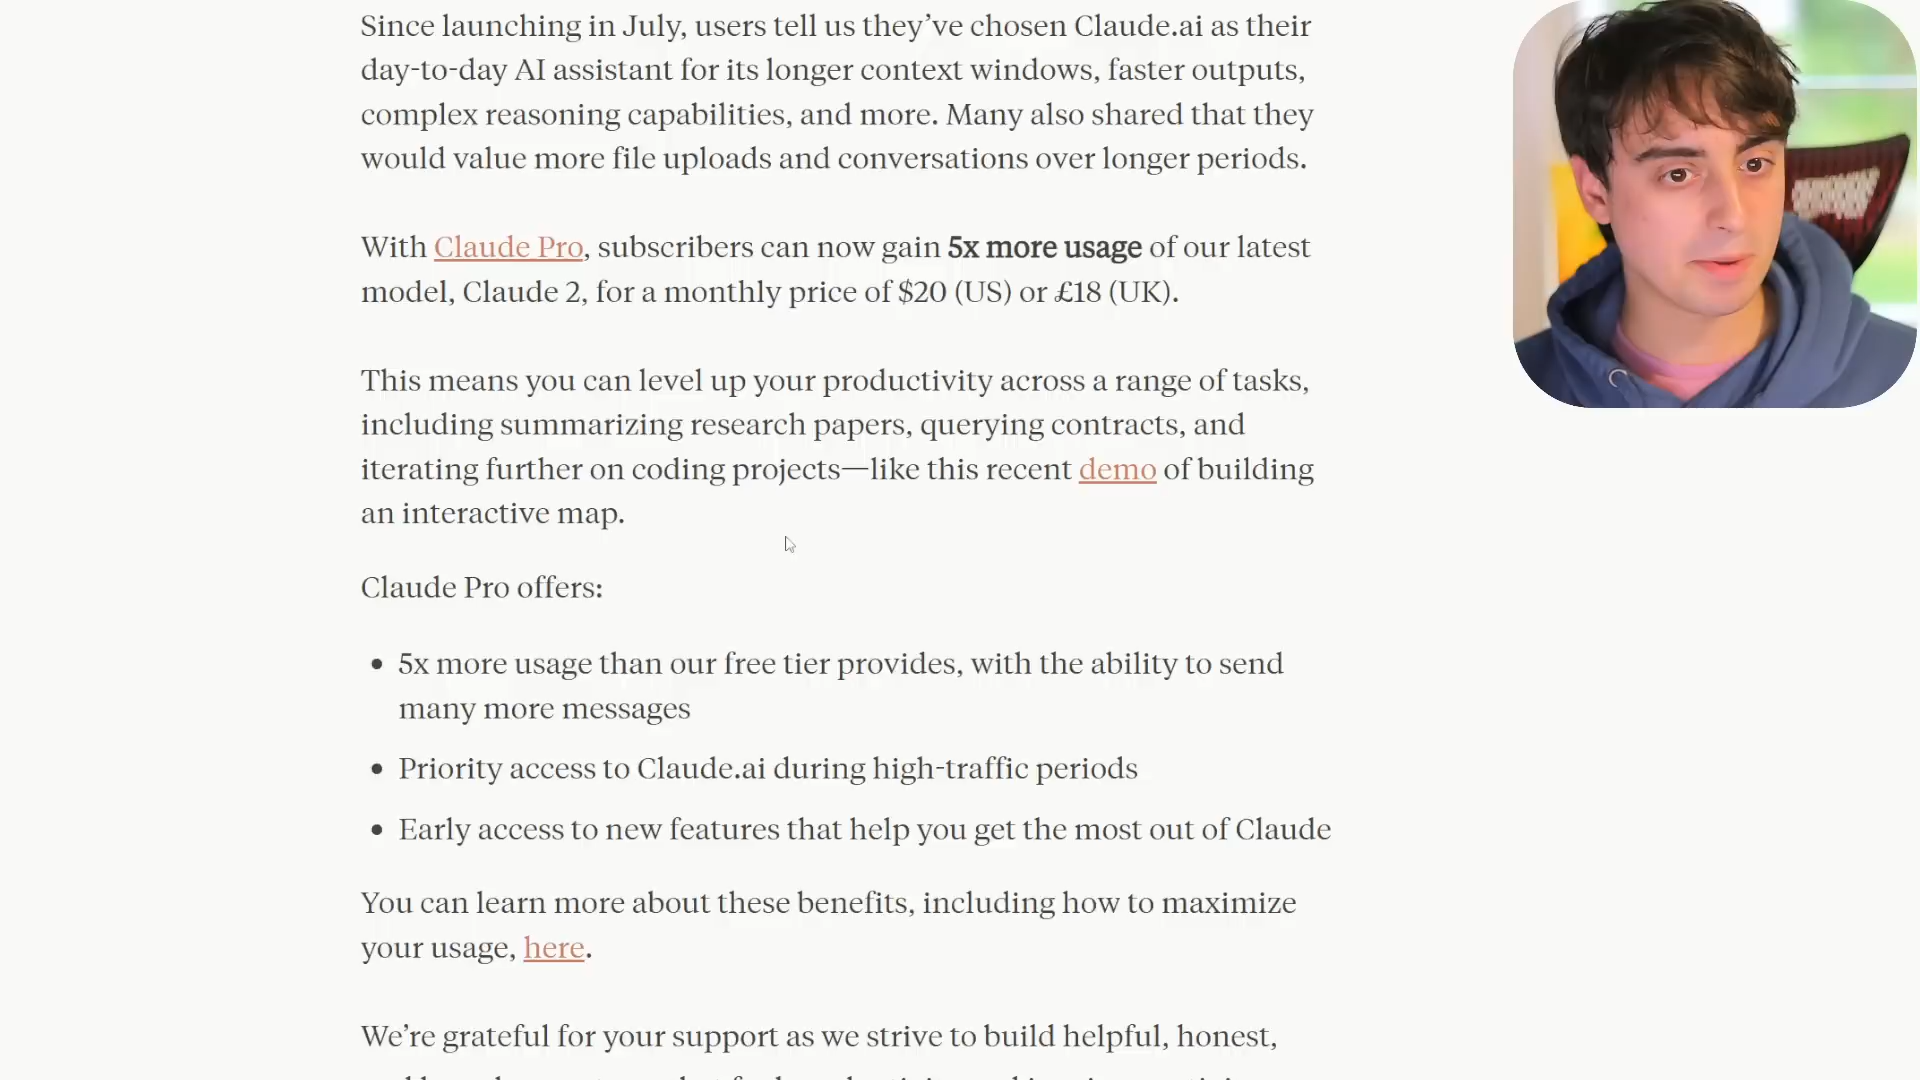 Since launching in July, users tell us they’ve chosen Claude.ai as their
day-to-day AI assistant for its longer context windows, faster outputs,
complex reasoning capabilities, and more. Many also shared that they
would value more file uploads and conversations over longer periods.
With Claude Pro, subscribers can now gain 5x more usage of our latest
model, Claude 2, for a monthly price of $20 (US) or £18 (UK).
This means you can level up your productivity across a range of tasks,
including summarizing research papers, querying contracts, and
iterating further on coding projects—like this recent demo of building
an interactive map.
Claude Pro offers:
• 5x more usage than our free tier provides, with the ability to send
many more messages
• Priority access to Claude.ai during high-traffic periods
• Early access to new features that help you get the most out of Claude
You can learn more about these benefits, including how to maximize
your usage, here.
We’re grateful for your support as we strive to build helpful, honest,